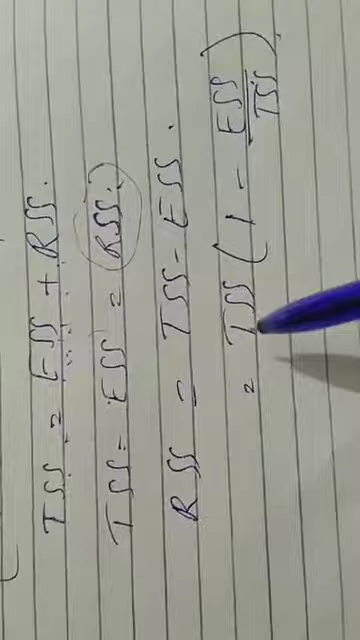 TSS = ESS + RSS.
TSS - ESS = RSS.
RSS = TSS - ESS.
= TSS (1 - ESS/TSS)